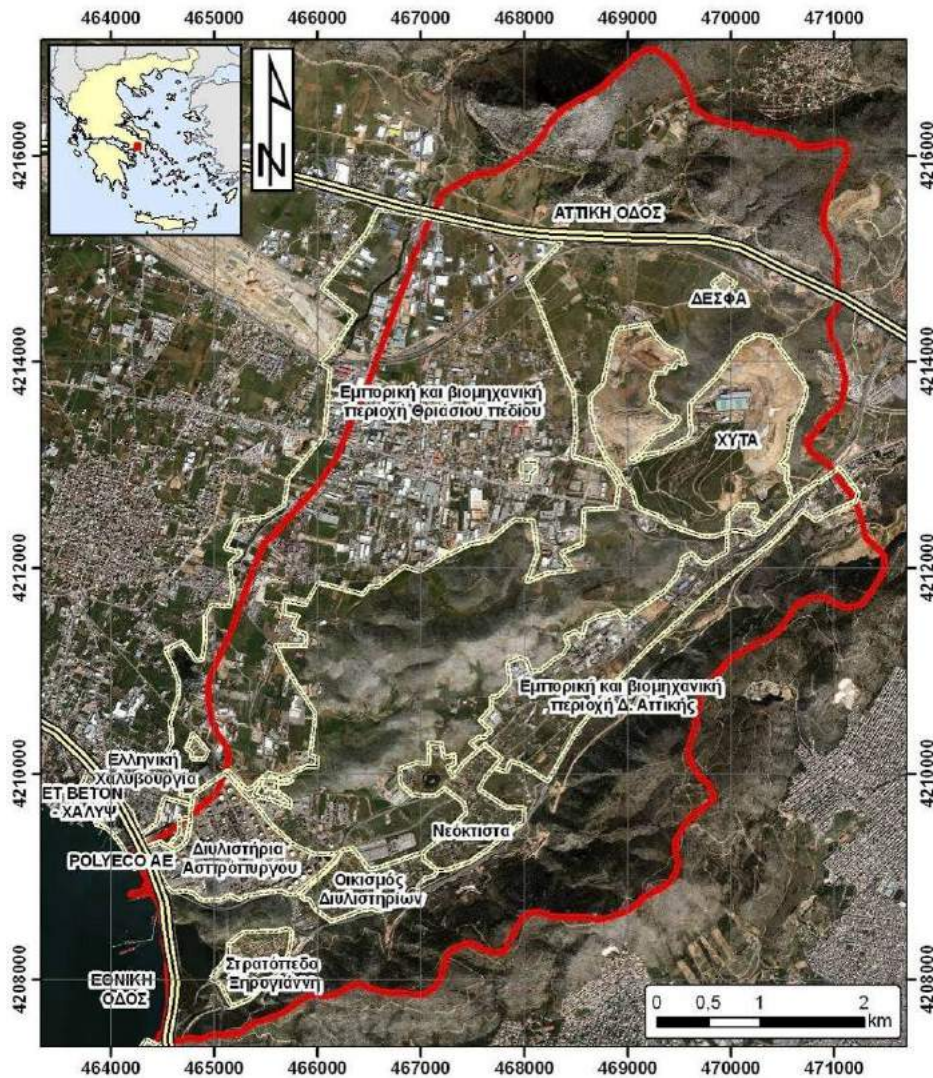 464000 465000 466000 467000 468000 469000 470000 471000
4216000
4216000
N
ΑΤΤΙΚΗ ΟΔΟΣ
ΔΕΣΦΑ
4214000
4214000
Εμπορική και βιομηχανική
περιοχή Θριάσιου πεδίου
ΧΥΤΑ
4212000
4212000
Εμπορική και βιομηχανική
περιοχή Δ. Αττικής
4210000
4210000
Ελληνική
Χαλυβουργία
ΕΤ ΒΕΤΟΝ
- ΧΑΛΥΨ
Νεόκτιστα
POLYECO AE
Διυλιστήρια
Ασπροπύργου
Οικισμός
Διυλιστηρίων
Στρατόπεδα
Ξηρογιάννη
ΕΘΝΙΚΗ
ΟΔΟΣ
4208000
4208000
0 0,5 1 2
km
464000 465000 466000 467000 468000 469000 470000 471000